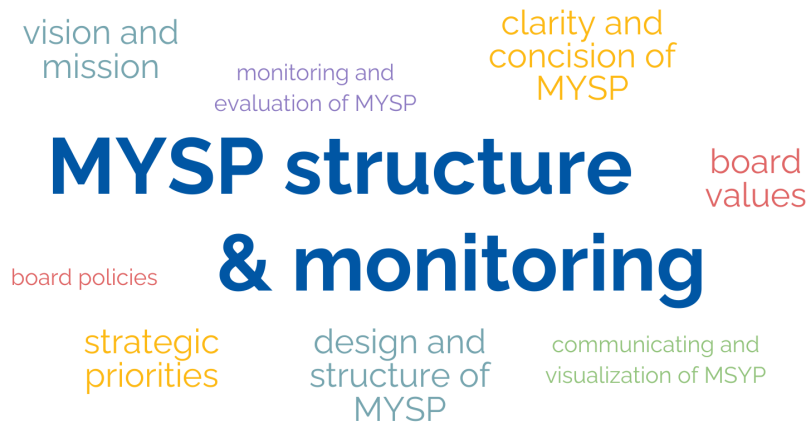 vision and
mission
monitoring and
evaluation of MYSP
clarity and
concision of
MYSP
MYSP structure
& monitoring
board
values
board policies
strategic
priorities
design and
structure of
MYSP
communicating and
visualization of MSYP